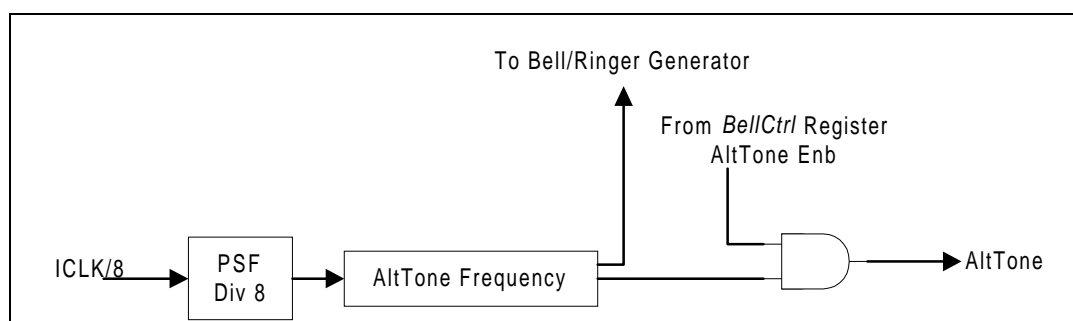 To Bell/Ringer Generator
From BellCtrl Register
AltTone Enb
ICLK/8
PSF
Div 8
AltTone Frequency
AltTone